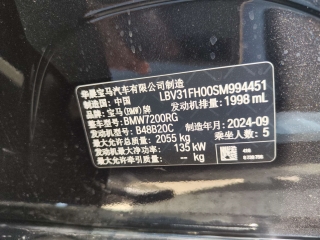 华晨宝马汽车有限公司制造
制造国: 中国 LBV31FH00SM994451
品牌: 宝马(BMW)牌 发动机排量: 1998 mL
整车型号: BMW7200RG
发动机型号: B48B20C 制造年月: 2024-09
最大允许总质量: 2055 kg 乘坐人数: 5
发动机最大净功率: 135 kW
最大允许牵引质量: -- kg